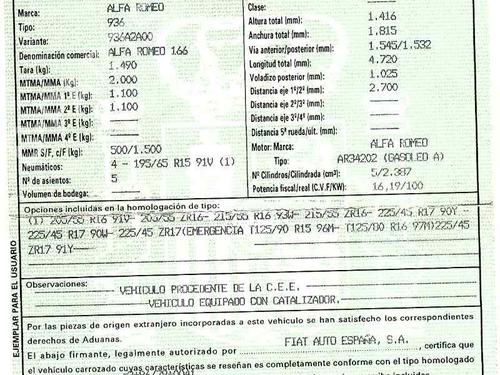 Marca: ALFA ROMEO
Tipo: 936
Variante: 936A2A00
Denominación comercial: ALFA ROMEO 166
Tara (kg): 1.490
MTMA/MMA (Kg): 2.000
MTMA/MMA 1º E (kg): 1.100
MTMA/MMA 2º E (kg): 1.100
MTMA/MMA 3º E (kg):
MTMA/MMA 4º E (kg):
MMR S/F, c/F (kg): 500/1.500
Neumáticos: 4 - 195/65 R15 91V (1)
Nº de asientos: 5
Volumen de bodega:
Clase:
Altura total (mm): 1.416
Anchura total (mm): 1.815
Vía anterior/posterior (mm): 1.545/1.532
Longitud total (mm): 4.720
Voladizo posterior (mm): 1.025
Distancia eje 1º/2º (mm): 2.700
Distancia eje 2º/3º (mm):
Distancia eje 3º/4º (mm):
Distancia 5ª rueda/ult. (mm):
Motor: Marca: ALFA ROMEO
Tipo: AR34202 (GASOLEO A)
Nº Cilindros/Cilindrada (cm³): 5/2.387
Potencia fiscal/real (C.V.F/KW): 16,19/100
Opciones incluidas en la homologación de tipo:
(1) 205/55 R16 91V- 205/55 ZR16- 215/55 R16 93W- 215/55 ZR16- 225/45 R17 90Y -
225/45 R17 90W- 225/45 ZR17(EMERGENCIA T125/90 R15 96M- T125/80 R16 97M)225/45
ZR17 91Y
Observaciones:
VEHICULO PROCEDENTE DE LA C.E.E.
VEHICULO EQUIPADO CON CATALIZADOR.
Por las piezas de origen extranjero incorporadas a este vehículo se han satisfecho los correspondientes
derechos de Aduanas. FIAT AUTO ESPAÑA, S.A.
El abajo firmante, legalmente autorizado por , certifica que
el vehículo carrozado cuyas características se reseñan es completamente conforme con el tipo homologado
EJEMPLAR PARA EL USUARIO